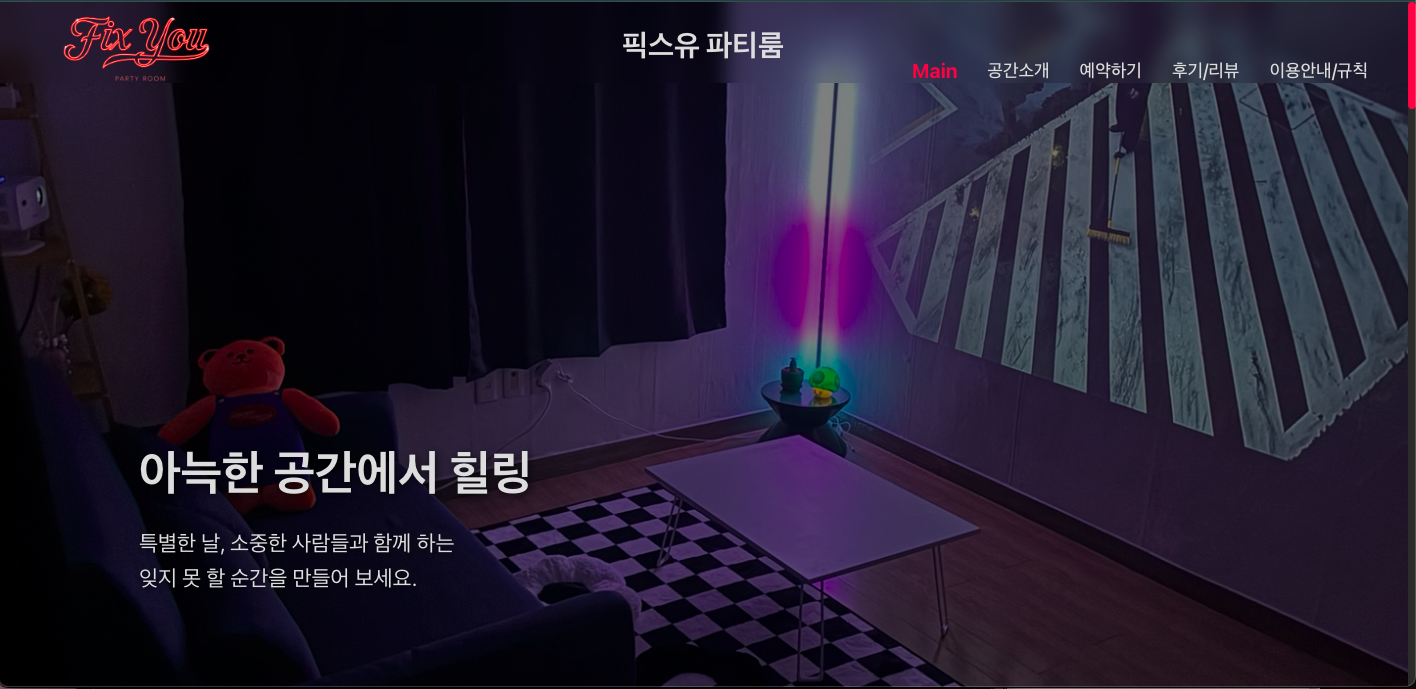 Fix You
PARTY ROOM
픽스유 파티룸
Main 공간소개 예약하기 후기/리뷰 이용안내/규칙
아늑한 공간에서 힐링
특별한 날, 소중한 사람들과 함께 하는
잊지 못 할 순간을 만들어 보세요.